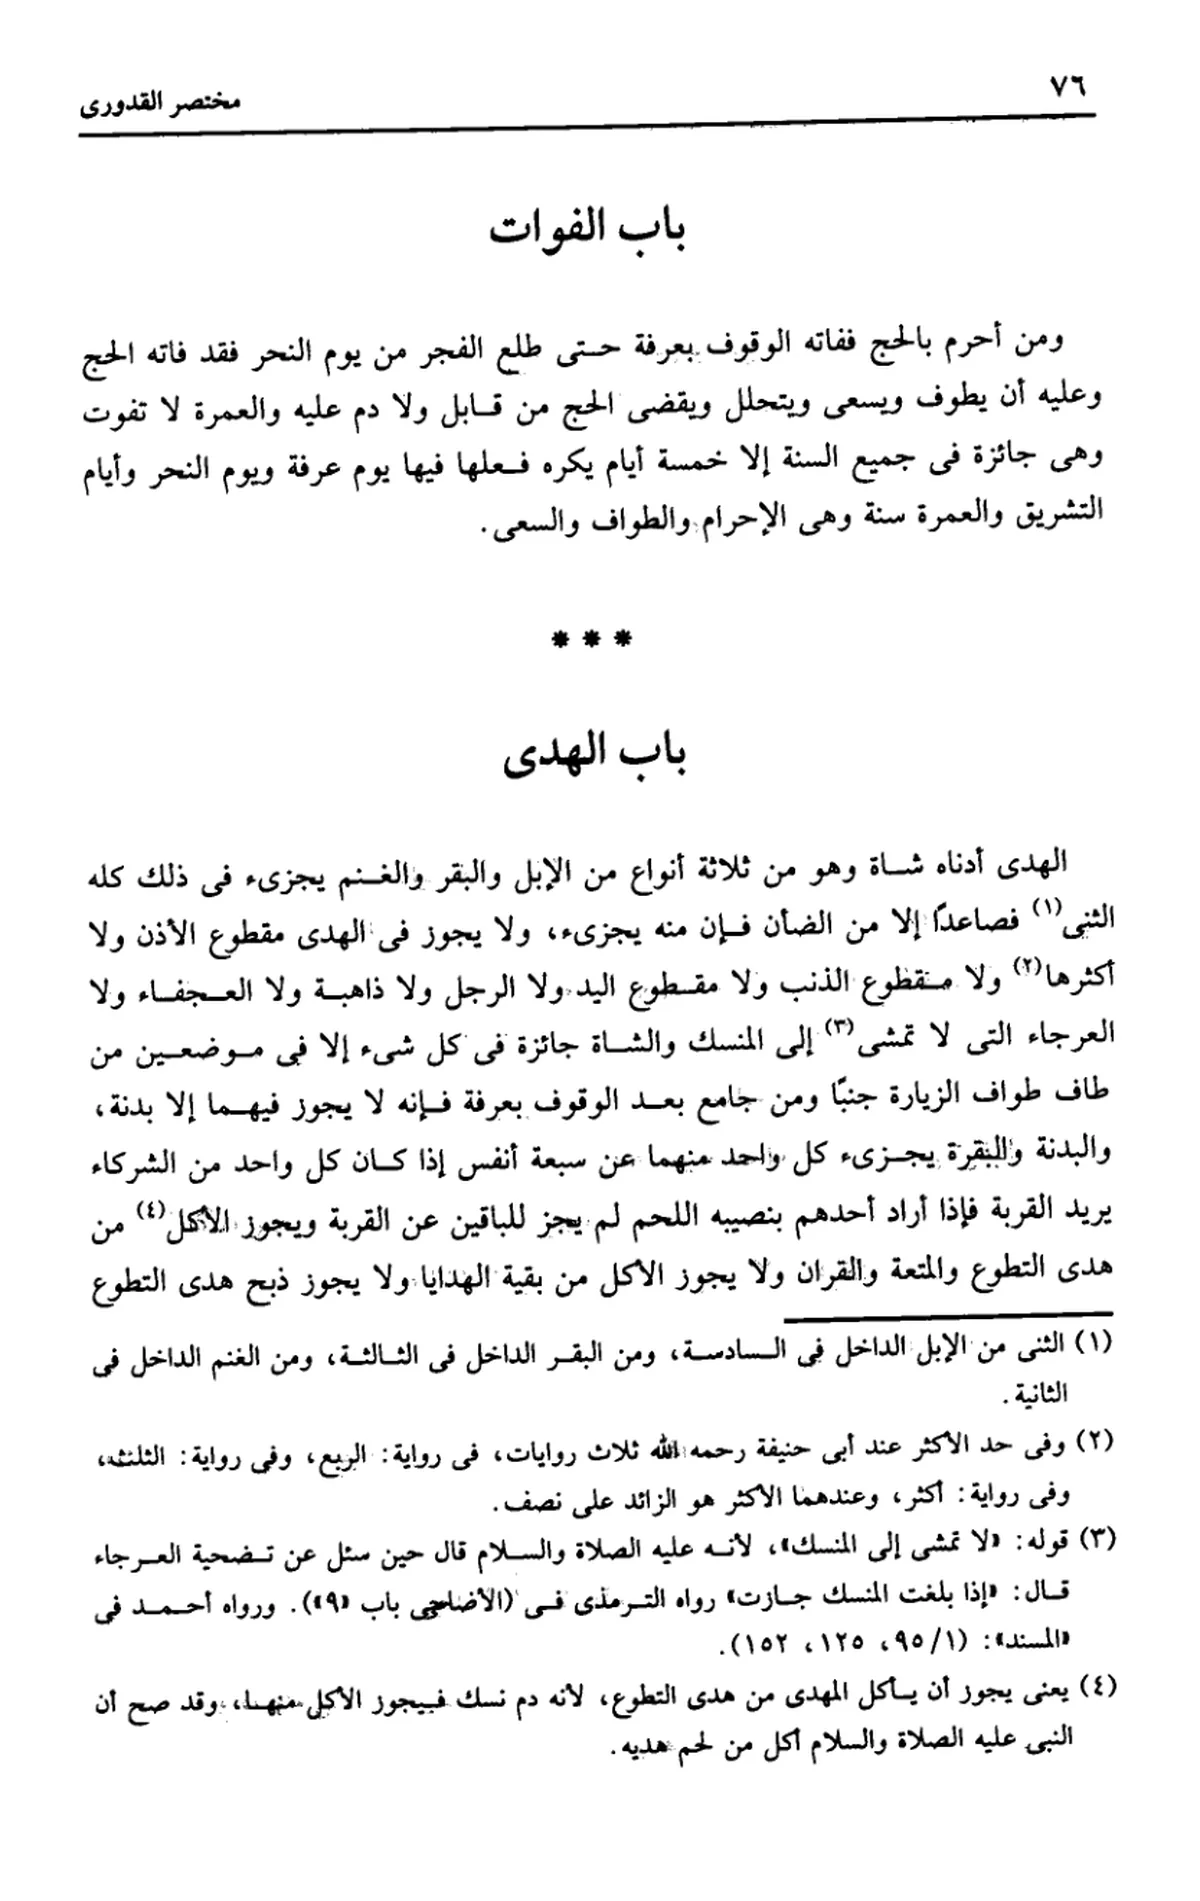 ٧٦
مختصر القدورى
باب الفوات
ومن أحرم بالحج ففاته الوقوف بعرفة حتى طلع الفجر من يوم النحر فقد فاته الحج
وعليه أن يطوف ويسعى ويتحلل ويقضى الحج من قابل ولا دم عليه والعمرة لا تفوت
وهى جائزة فى جميع السنة إلا خمسة أيام يكره فعلها فيها يوم عرفة ويوم النحر وأيام
التشريق والعمرة سنة وهى الإحرام والطواف والسعى.
***
باب الهدى
الهدى أدناه شاة وهو من ثلاثة أنواع من الإبل والبقر والغنم يجزىء فى ذلك كله
الثنى(١) فصاعدًا إلا من الضأن فإن منه يجزىء، ولا يجوز فى الهدى مقطوع الأذن ولا
أكثرها(٢) ولا منقطوع الذنب ولا مقطوع اليد ولا الرجل ولا ذاهبة ولا العجفاء ولا
العرجاء التى لا تمشى(٣) إلى المنسك والشاة جائزة فى كل شىء إلا فى موضعين من
طاف طواف الزيارة جنبًا ومن جامع بعد الوقوف بعرفة فإنه لا يجوز فيهما إلا بدنة،
والبدنة والبقرة يجزىء كل واحد منهما عن سبعة أنفس إذا كان كل واحد من الشركاء
يريد القربة فإذا أراد أحدهم بنصيبه اللحم لم يجز للباقين عن القربة ويجوز الأكل(٤) من
هدى التطوع والمتعة والقران ولا يجوز الأكل من بقية الهدايا ولا يجوز ذبح هدى التطوع
(١) الثنى من الإبل الداخل فى السادسة، ومن البقر الداخل فى الثالثة، ومن الغنم الداخل فى
الثانية.
(٢) وفى حد الأكثر عند أبى حنيفة رحمه الله ثلاث روايات، فى رواية: الربع، وفى رواية: الثلث،
وفى رواية: أكثر، وعندهما الأكثر هو الزائد على نصف.
(٣) قوله: «لا تمشى إلى المنسك»، لأنه عليه الصلاة والسلام قال حين سئل عن تضحية العرجاء
قال: «إذا بلغت المنسك جازت» رواه الترمذى فى (الأضاحى باب «٩»). ورواه أحمد فى
«المسند»: (٩٥/١، ١٢٥، ١٥٢).
(٤) يعنى يجوز أن يأكل المهدى من هدى التطوع، لأنه دم نسك فيجوز الأكل منها، وقد صح أن
النبى عليه الصلاة والسلام أكل من لحم هديه.